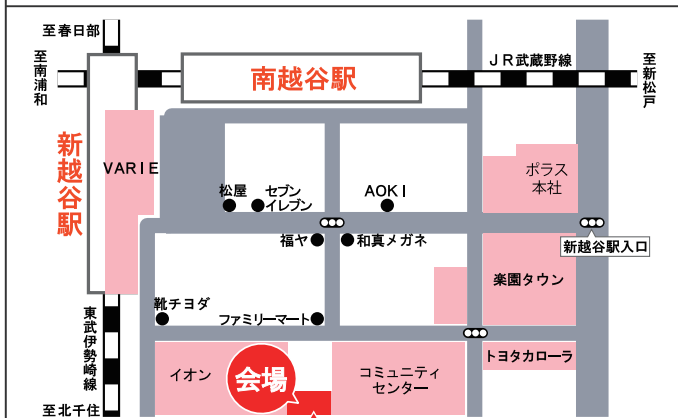 至春日部
至南浦和
南越谷駅
JR武蔵野線
至新松戸
新越谷駅
VARIE
松屋
セブン
イレブン
AOKI
ポラス
本社
福ヤ
和真メガネ
新越谷駅入口
楽園タウン
靴チヨダ
ファミリーマート
東武伊勢崎線
イオン
会場
コミュニティ
センター
トヨタカローラ
至北千住